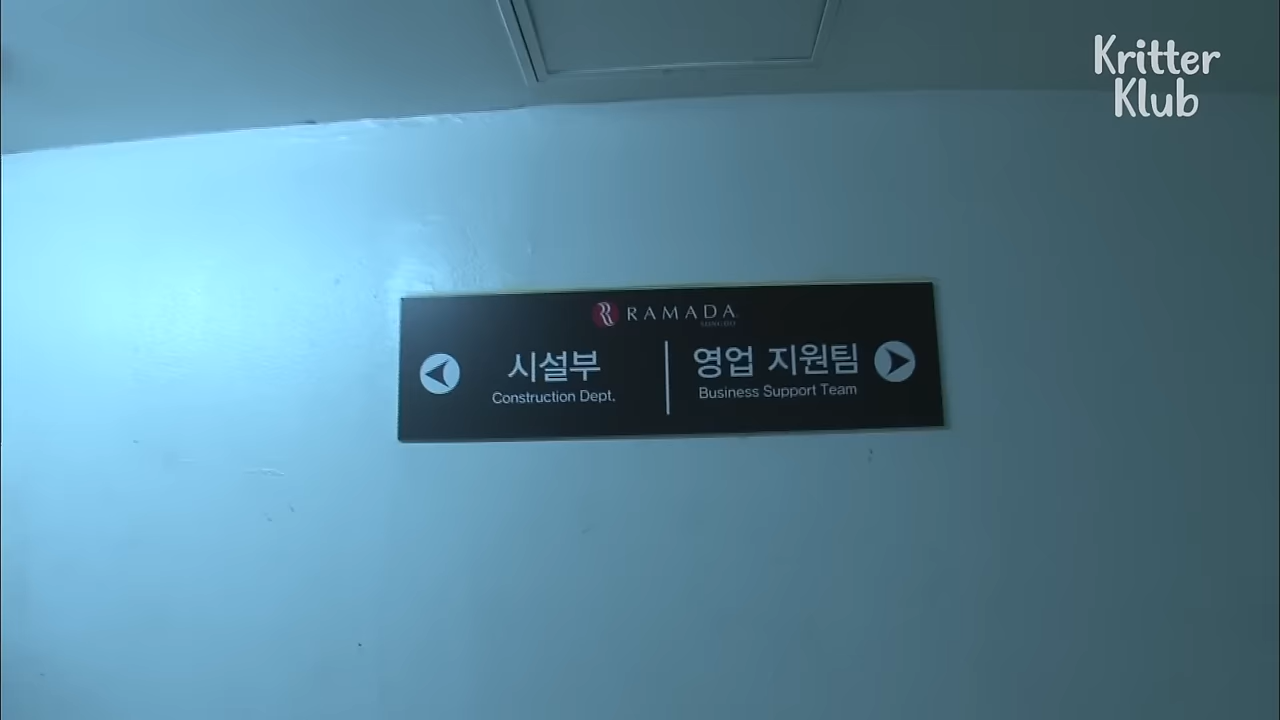 Kritter
Klub
RAMADA
시설부
Construction Dept.
영업 지원팀
Business Support Team